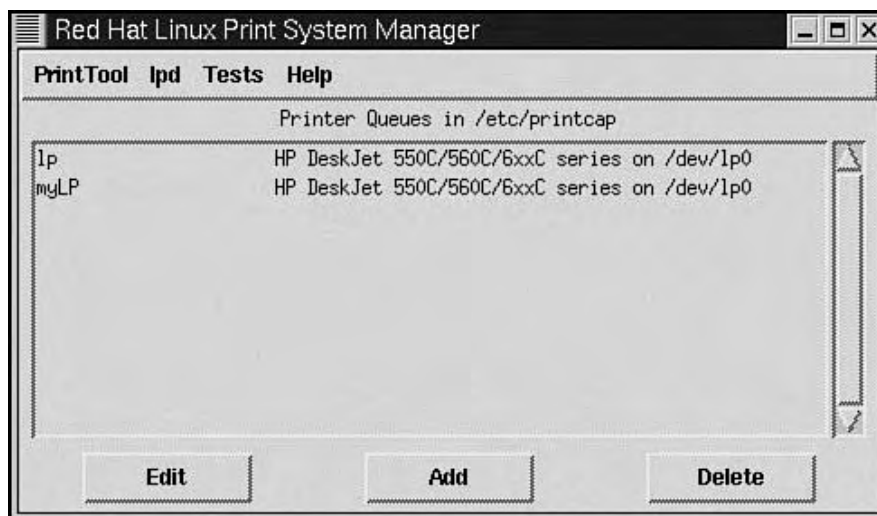 Red Hat Linux Print System Manager
PrintTool lpd Tests Help
Printer Queues in /etc/printcap
lp HP DeskJet 550C/560C/6xxC series on /dev/lp0
myLP HP DeskJet 550C/560C/6xxC series on /dev/lp0
Edit Add Delete